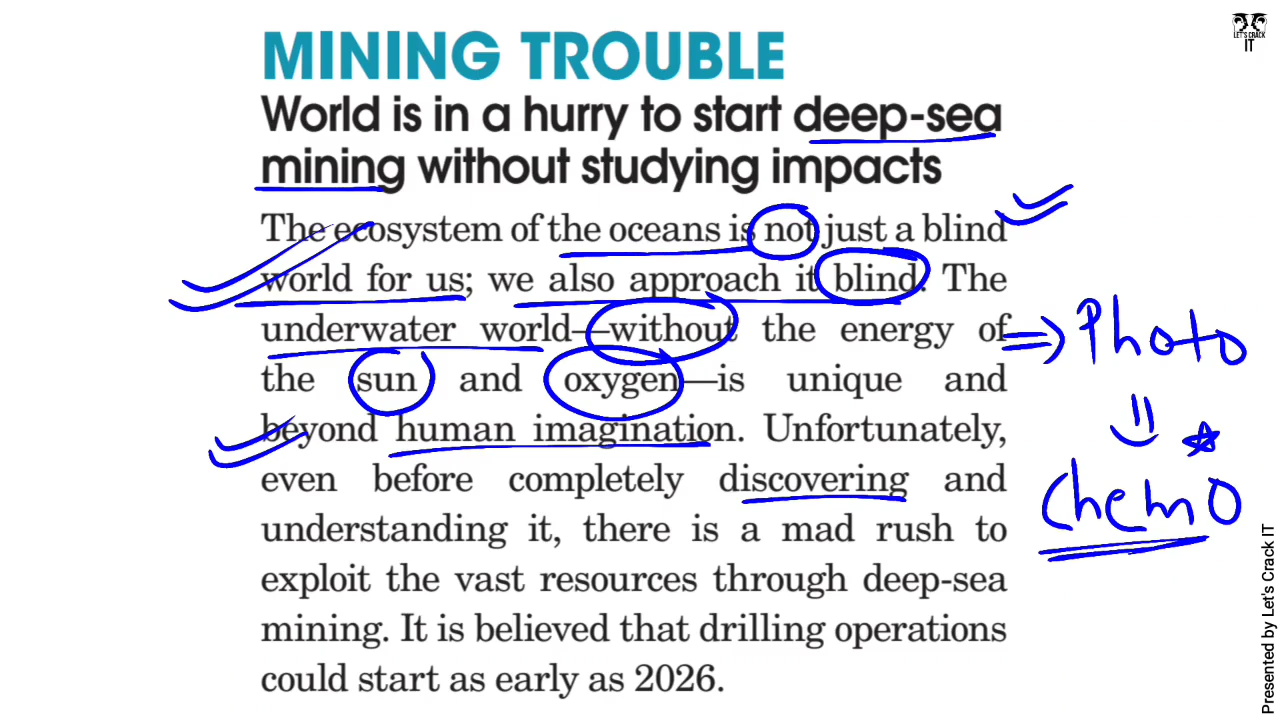 LET'S CRACK
IT
MINING TROUBLE
World is in a hurry to start deep-sea
mining without studying impacts
The ecosystem of the oceans is not just a blind
world for us; we also approach it blind. The
underwater world—without the energy of
the sun and oxygen—is unique and
beyond human imagination. Unfortunately,
even before completely discovering and
understanding it, there is a mad rush to
exploit the vast resources through deep-sea
mining. It is believed that drilling operations
could start as early as 2026.
Photo
Chemo
Presented by Let's Crack IT